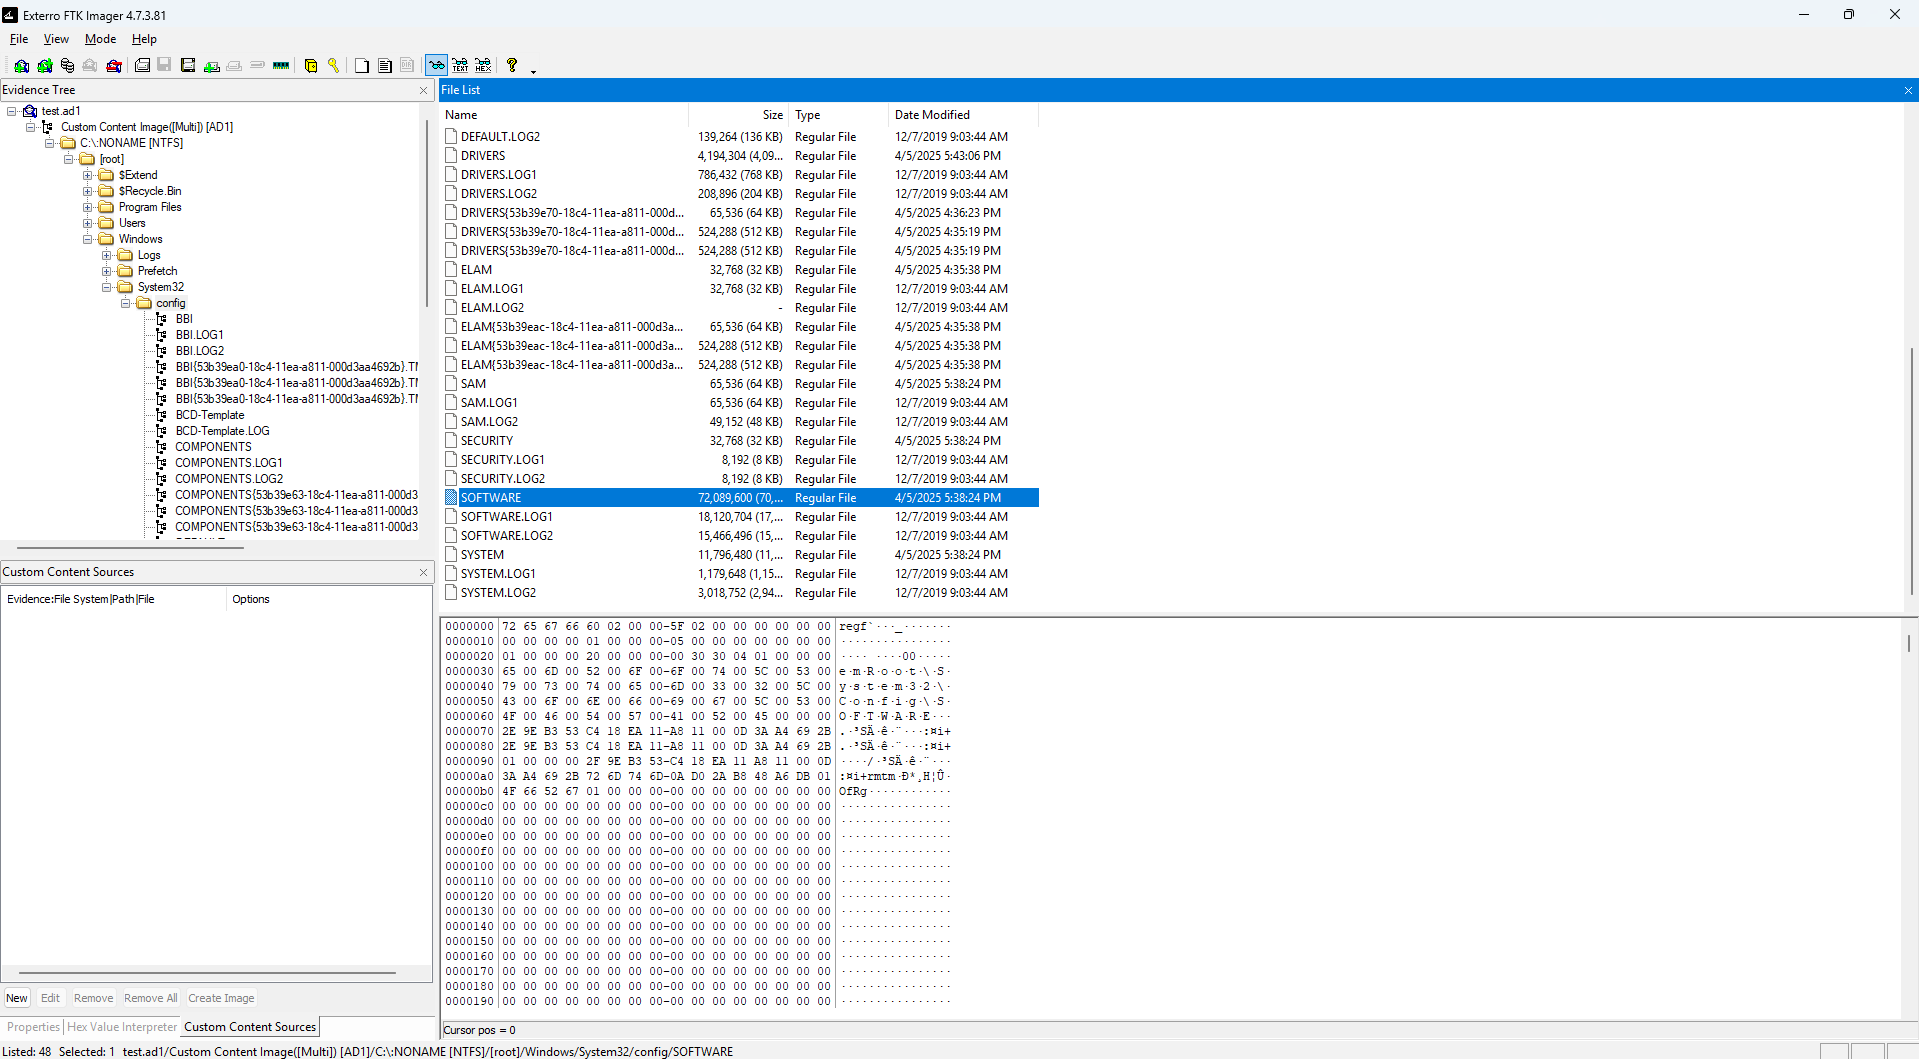 Exterro FTK Imager 4.7.3.81
File View Mode Help
Evidence Tree
test.ad1
Custom Content Image([Multi]) [AD1]
C:\:NONAME [NTFS]
[root]
$Extend
$Recycle.Bin
Program Files
Users
Windows
Logs
Prefetch
System32
config
BBI
BBI.LOG1
BBI.LOG2
BBI{53b39ea0-18c4-11ea-a811-000d3aa4692b}.TM
BBI{53b39ea0-18c4-11ea-a811-000d3aa4692b}.TM
BBI{53b39ea0-18c4-11ea-a811-000d3aa4692b}.TM
BCD-Template
BCD-Template.LOG
COMPONENTS
COMPONENTS.LOG1
COMPONENTS.LOG2
COMPONENTS{53b39e63-18c4-11ea-a811-000d3
COMPONENTS{53b39e63-18c4-11ea-a811-000d3
COMPONENTS{53b39e63-18c4-11ea-a811-000d3
Custom Content Sources
Evidence:File System|Path|File Options
New Edit Remove Remove All Create Image
Properties Hex Value Interpreter Custom Content Sources
File List
Name Size Type Date Modified
DEFAULT.LOG2 139,264 (136 KB) Regular File 12/7/2019 9:03:44 AM
DRIVERS 4,194,304 (4,09... Regular File 4/5/2025 5:43:06 PM
DRIVERS.LOG1 786,432 (768 KB) Regular File 12/7/2019 9:03:44 AM
DRIVERS.LOG2 208,896 (204 KB) Regular File 12/7/2019 9:03:44 AM
DRIVERS{53b39e70-18c4-11ea-a811-000d... 65,536 (64 KB) Regular File 4/5/2025 4:36:23 PM
DRIVERS{53b39e70-18c4-11ea-a811-000d... 524,288 (512 KB) Regular File 4/5/2025 4:35:19 PM
DRIVERS{53b39e70-18c4-11ea-a811-000d... 524,288 (512 KB) Regular File 4/5/2025 4:35:19 PM
ELAM 32,768 (32 KB) Regular File 4/5/2025 4:35:38 PM
ELAM.LOG1 32,768 (32 KB) Regular File 12/7/2019 9:03:44 AM
ELAM.LOG2 - Regular File 12/7/2019 9:03:44 AM
ELAM{53b39eac-18c4-11ea-a811-000d3a... 65,536 (64 KB) Regular File 4/5/2025 4:35:38 PM
ELAM{53b39eac-18c4-11ea-a811-000d3a... 524,288 (512 KB) Regular File 4/5/2025 4:35:38 PM
ELAM{53b39eac-18c4-11ea-a811-000d3a... 524,288 (512 KB) Regular File 4/5/2025 4:35:38 PM
SAM 65,536 (64 KB) Regular File 4/5/2025 5:38:24 PM
SAM.LOG1 65,536 (64 KB) Regular File 12/7/2019 9:03:44 AM
SAM.LOG2 49,152 (48 KB) Regular File 12/7/2019 9:03:44 AM
SECURITY 32,768 (32 KB) Regular File 4/5/2025 5:38:24 PM
SECURITY.LOG1 8,192 (8 KB) Regular File 12/7/2019 9:03:44 AM
SECURITY.LOG2 8,192 (8 KB) Regular File 12/7/2019 9:03:44 AM
SOFTWARE 72,089,600 (70,... Regular File 4/5/2025 5:38:24 PM
SOFTWARE.LOG1 18,120,704 (17,... Regular File 12/7/2019 9:03:44 AM
SOFTWARE.LOG2 15,466,496 (15,... Regular File 12/7/2019 9:03:44 AM
SYSTEM 11,796,480 (11,... Regular File 4/5/2025 5:38:24 PM
SYSTEM.LOG1 1,179,648 (1,15... Regular File 12/7/2019 9:03:44 AM
SYSTEM.LOG2 3,018,752 (2,94... Regular File 12/7/2019 9:03:44 AM
0000000 72 65 67 66 60 02 00 00-5F 02 00 00 00 00 00 00 regf`···_·······
0000010 00 00 00 00 01 00 00 00-05 00 00 00 00 00 00 00 ················
0000020 01 00 00 00 20 00 00 00-00 30 30 04 01 00 00 00 ···· ····00·····
0000030 65 00 6D 00 52 00 6F 00-6F 00 74 00 5C 00 53 00 e·m·R·o·o·t·\·S·
0000040 79 00 73 00 74 00 65 00-6D 00 33 00 32 00 5C 00 y·s·t·e·m·3·2·\·
0000050 43 00 6F 00 6E 00 66 00-69 00 67 00 5C 00 53 00 C·o·n·f·i·g·\·S·
0000060 4F 00 46 00 54 00 57 00-41 00 52 00 45 00 00 00 O·F·T·W·A·R·E···
0000070 2E 9E B3 53 C4 18 EA 11-A8 11 00 0D 3A A4 69 2B .·³SÄ·ê·¨···:¤i+
0000080 2E 9E B3 53 C4 18 EA 11-A8 11 00 0D 3A A4 69 2B .·³SÄ·ê·¨···:¤i+
0000090 01 00 00 00 2F 9E B3 53-C4 18 EA 11 A8 11 00 0D ····/·³SÄ·ê·¨···
00000a0 3A A4 69 2B 72 6D 74 6D-0A D0 2A B8 48 A6 DB 01 :¤i+rmtm·Ð*¸H¦Û·
00000b0 4F 66 52 67 01 00 00 00-00 00 00 00 00 00 00 00 OfRg············
00000c0 00 00 00 00 00 00 00 00-00 00 00 00 00 00 00 00 ················
00000d0 00 00 00 00 00 00 00 00-00 00 00 00 00 00 00 00 ················
00000e0 00 00 00 00 00 00 00 00-00 00 00 00 00 00 00 00 ················
00000f0 00 00 00 00 00 00 00 00-00 00 00 00 00 00 00 00 ················
0000100 00 00 00 00 00 00 00 00-00 00 00 00 00 00 00 00 ················
0000110 00 00 00 00 00 00 00 00-00 00 00 00 00 00 00 00 ················
0000120 00 00 00 00 00 00 00 00-00 00 00 00 00 00 00 00 ················
0000130 00 00 00 00 00 00 00 00-00 00 00 00 00 00 00 00 ················
0000140 00 00 00 00 00 00 00 00-00 00 00 00 00 00 00 00 ················
0000150 00 00 00 00 00 00 00 00-00 00 00 00 00 00 00 00 ················
0000160 00 00 00 00 00 00 00 00-00 00 00 00 00 00 00 00 ················
0000170 00 00 00 00 00 00 00 00-00 00 00 00 00 00 00 00 ················
0000180 00 00 00 00 00 00 00 00-00 00 00 00 00 00 00 00 ················
0000190 00 00 00 00 00 00 00 00-00 00 00 00 00 00 00 00 ················
Cursor pos = 0
Listed: 48 Selected: 1 test.ad1/Custom Content Image([Multi]) [AD1]/C:\:NONAME [NTFS]/[root]/Windows/System32/config/SOFTWARE